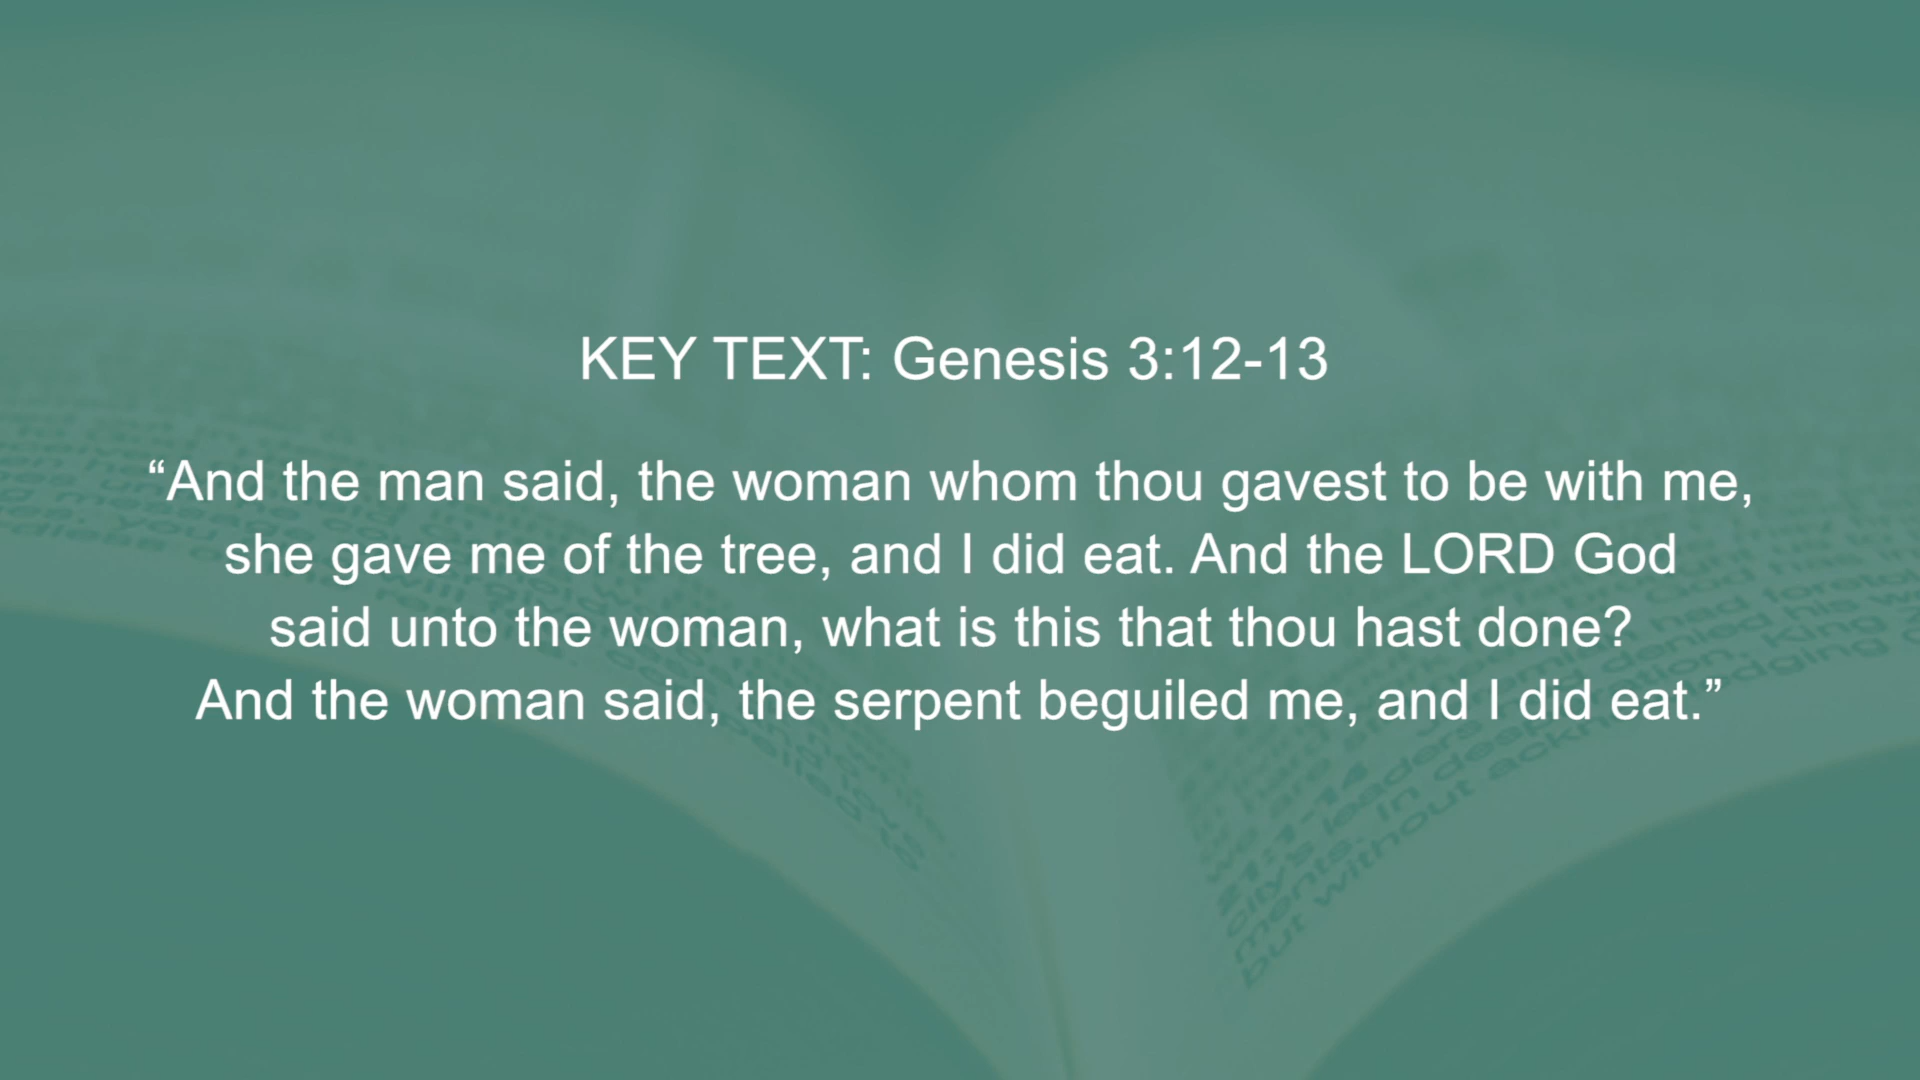 KEY TEXT: Genesis 3:12-13
“And the man said, the woman whom thou gavest to be with me,
she gave me of the tree, and I did eat. And the LORD God
said unto the woman, what is this that thou hast done?
And the woman said, the serpent beguiled me, and I did eat.”